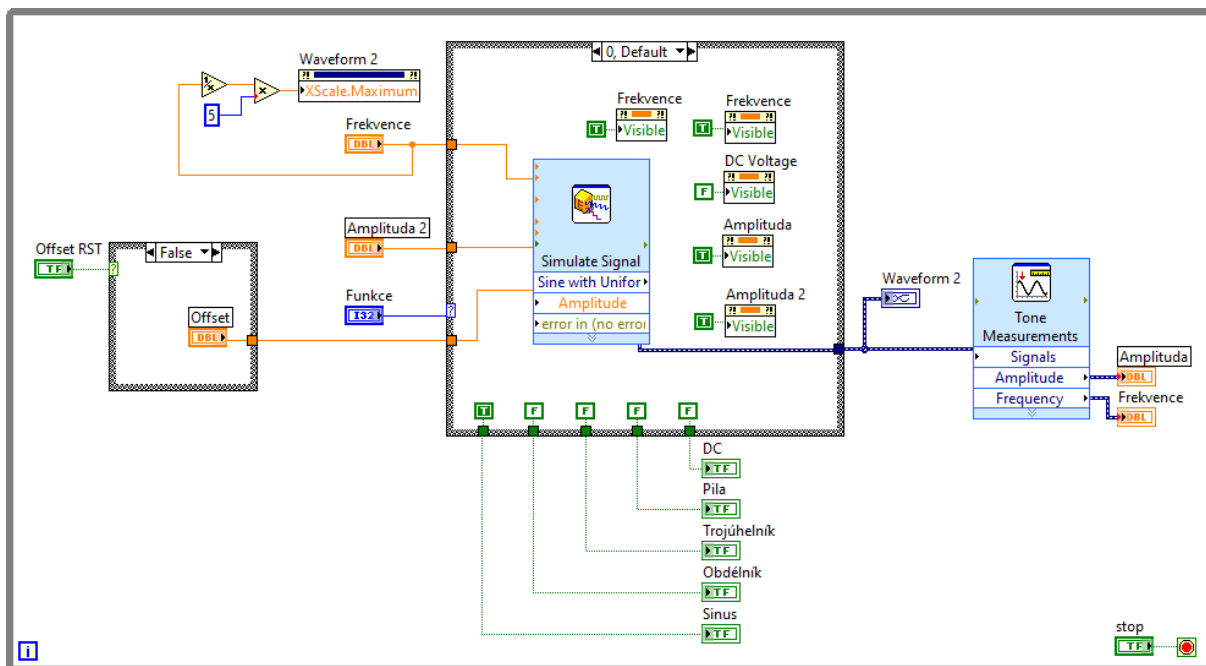 0, Default
Waveform 2
XScale.Maximum
1/x
x
5
Frekvence
DBL
Frekvence
T
Visible
Frekvence
T
Visible
DC Voltage
F
Visible
Amplituda
T
Visible
Amplituda 2
T
Visible
Simulate Signal
Sine with Unifor
Amplitude
error in (no erroi
Amplituda 2
DBL
Offset RST
TF
?
False
Offset
DBL
Funkce
I32
?
Waveform 2
Tone
Measurements
Signals
Amplitude
Frequency
Amplituda
DBL
Frekvence
DBL
T
F
F
F
F
DC
TF
Pila
TF
Trojúhelník
TF
Obdélník
TF
Sinus
TF
stop
TF
i